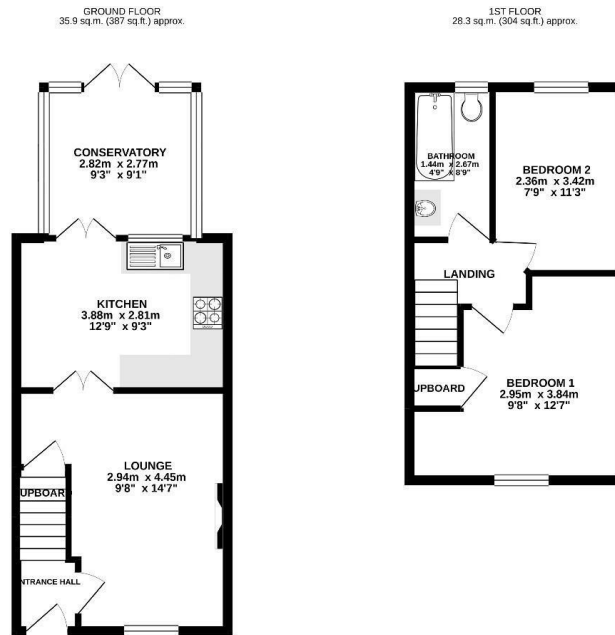 GROUND FLOOR
35.9 sq.m. (387 sq.ft.) approx.
1ST FLOOR
28.3 sq.m. (304 sq.ft.) approx.
CONSERVATORY
2.82m x 2.77m
9'3" x 9'1"
KITCHEN
3.88m x 2.81m
12'9" x 9'3"
LOUNGE
2.94m x 4.45m
9'8" x 14'7"
UPBOAR
NTRANCE HALL
BATHROOM
1.44m x 2.67m
4'9" x 8'9"
BEDROOM 2
2.36m x 3.42m
7'9" x 11'3"
LANDING
UPBOARD
BEDROOM 1
2.95m x 3.84m
9'8" x 12'7"